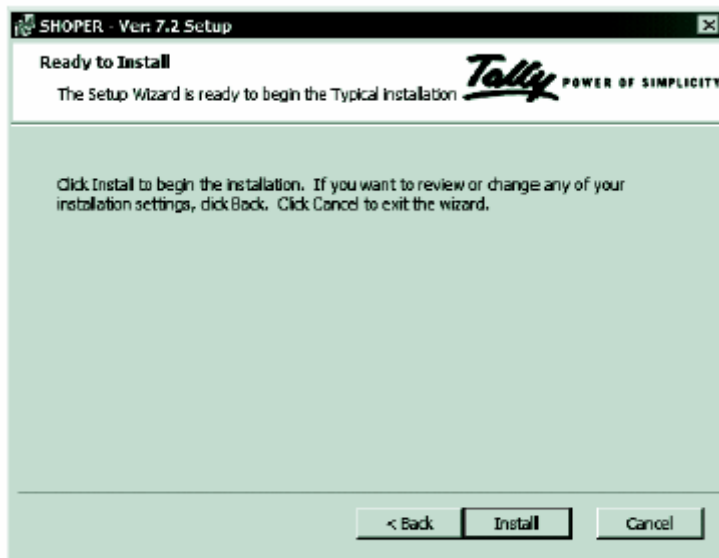 SHOPER - Ver: 7.2 Setup
Ready to Install
The Setup Wizard is ready to begin the Typical installation
Tally POWER OF SIMPLICITY
Click Install to begin the installation. If you want to review or change any of your
installation settings, click Back. Click Cancel to exit the wizard.
< Back
Install
Cancel